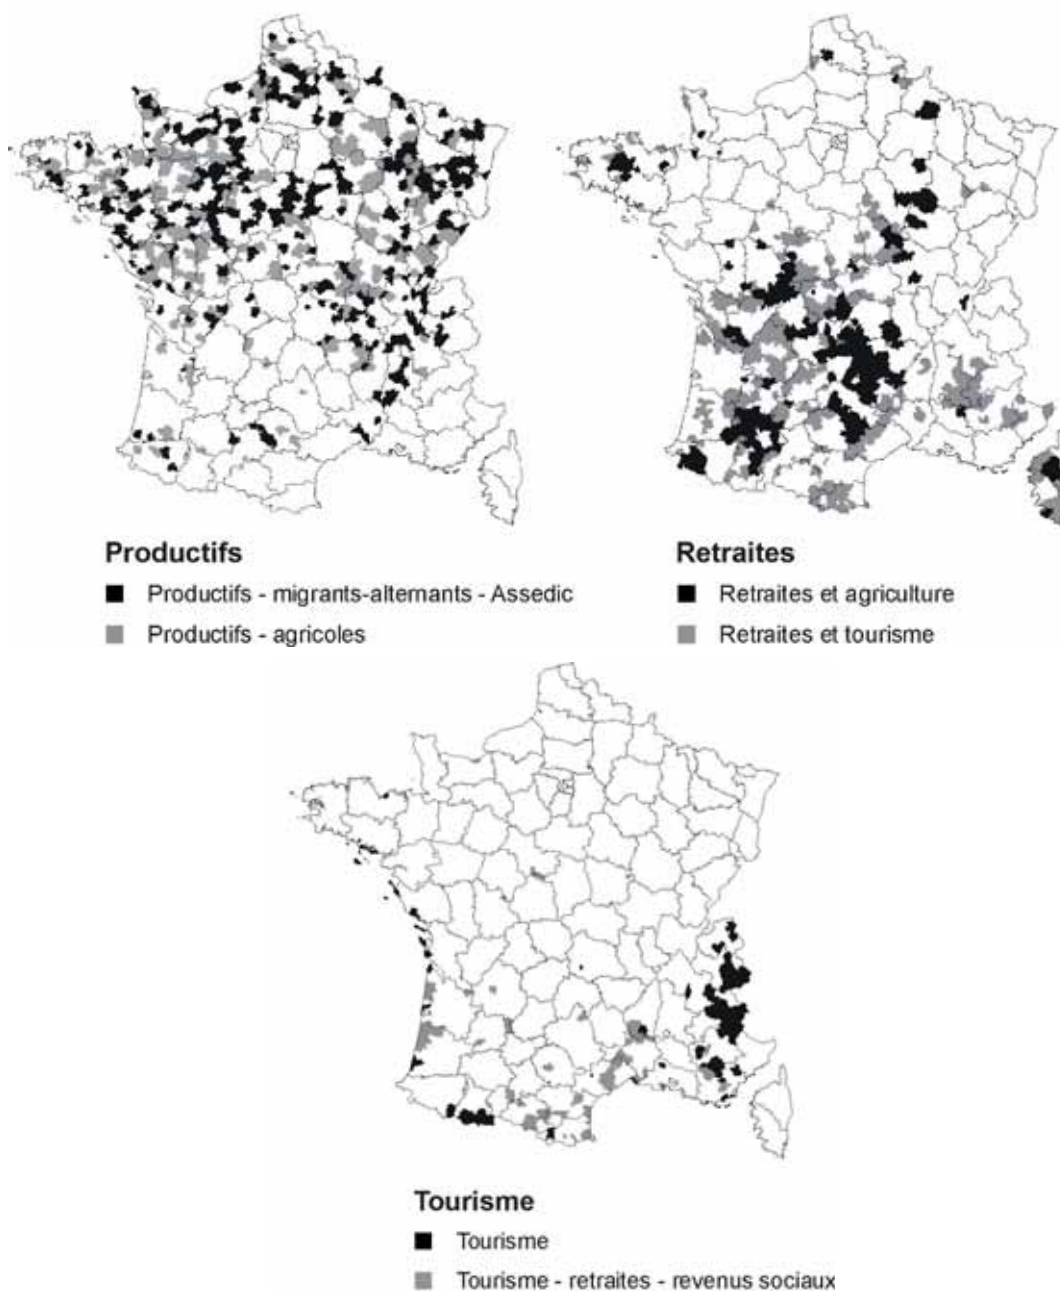 Productifs
Productifs - migrants-alternants - Assedic
Productifs - agricoles
Retraites
Retraites et agriculture
Retraites et tourisme
Tourisme
Tourisme
Tourisme - retraites - revenus sociaux